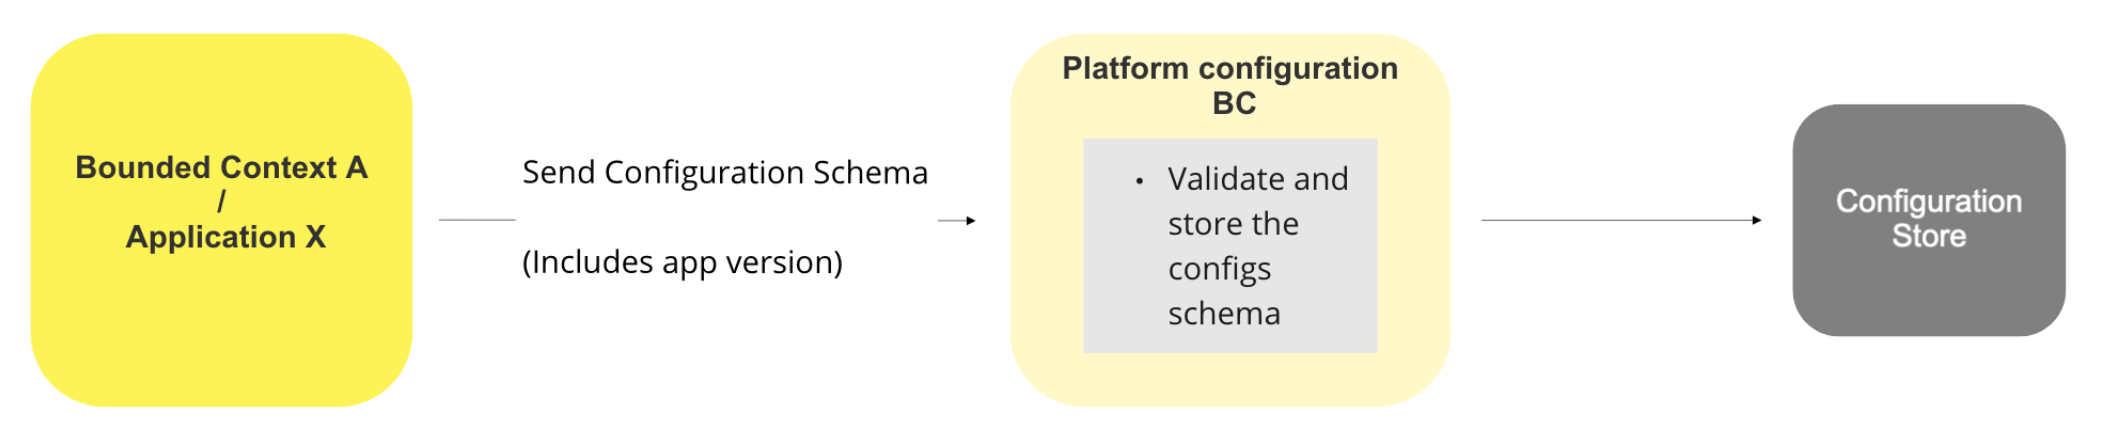 Bounded Context A
/
Application X
Send Configuration Schema
(Includes app version)
Platform configuration
BC
• Validate and
store the
configs
schema
Configuration
Store